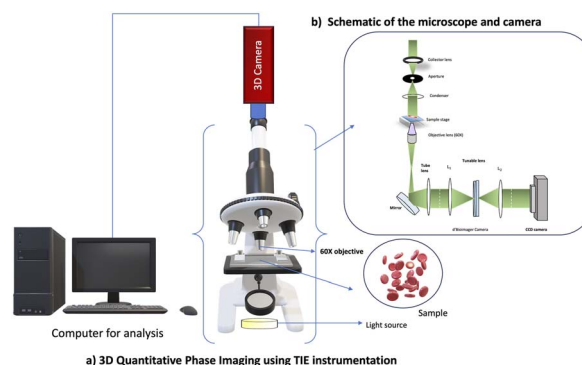 b) Schematic of the microscope and camera
3D Camera
Collector lens
Aperture
Condenser
Sample stage
Objective lens (60X)
Tube
lens
L₁
Tunable lens
L₂
Mirror
d'Bioimager Camera
CCD camera
60X objective
Sample
Light source
Computer for analysis
a) 3D Quantitative Phase Imaging using TIE instrumentation